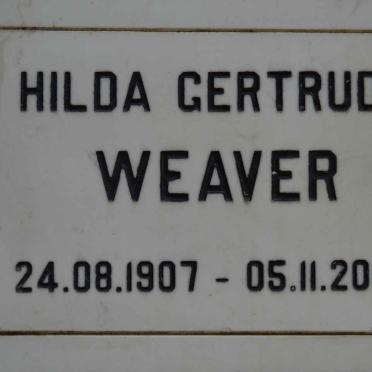 HILDA GERTRUD
WEAVER
24.08.1907 - 05.11.20